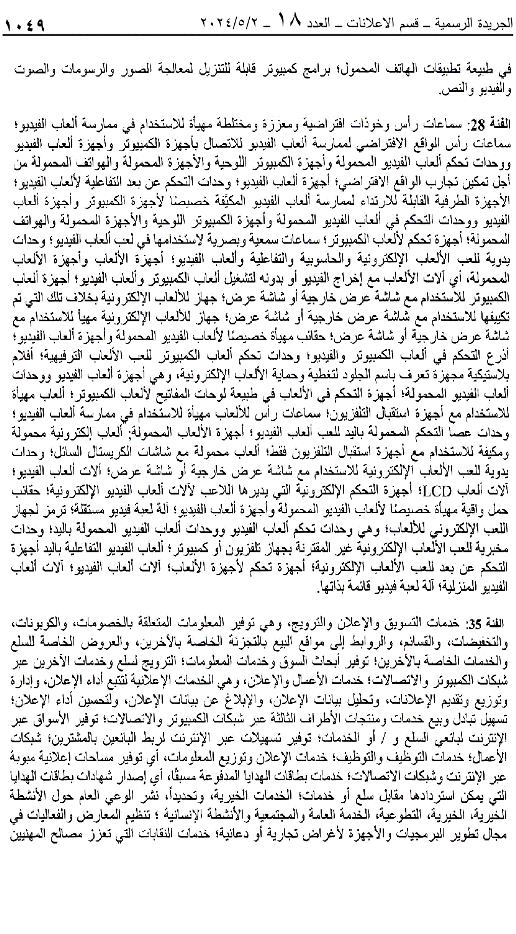 الجريدة الرسمية ــ قسم الاعلانات ــ العدد ١٨ ــ ٢٠٢٤/٥/٢ ١٠٤٩
في طبيعة تطبيقات الهاتف المحمول؛ برامج كمبيوتر قابلة للتنزيل لمعالجة الصور والرسومات والصوت
والفيديو والنص.
الفئة 28: سماعات رأس وخوذات افتراضية ومعززة ومختلطة مهيأة للاستخدام في ممارسة ألعاب الفيديو؛
سماعات رأس الواقع الافتراضي لممارسة ألعاب الفيديو للاتصال بأجهزة الكمبيوتر وأجهزة ألعاب الفيديو
ووحدات تحكم ألعاب الفيديو المحمولة وأجهزة الكمبيوتر اللوحية والأجهزة المحمولة والهواتف المحمولة من
أجل تمكين تجارب الواقع الافتراضي؛ أجهزة ألعاب الفيديو؛ وحدات التحكم عن بعد التفاعلية لألعاب الفيديو؛
الأجهزة الطرفية القابلة للارتداء لممارسة ألعاب الفيديو المكيَّفة خصيصًا لأجهزة الكمبيوتر وأجهزة ألعاب
الفيديو ووحدات التحكم في ألعاب الفيديو المحمولة وأجهزة الكمبيوتر اللوحية والأجهزة المحمولة والهواتف
المحمولة؛ أجهزة تحكم لألعاب الكمبيوتر؛ سماعات سمعية وبصرية لاستخدامها في لعب ألعاب الفيديو؛ وحدات
يدوية للعب الألعاب الإلكترونية والحاسوبية والتفاعلية وألعاب الفيديو؛ أجهزة الألعاب وأجهزة الألعاب
المحمولة، أي آلات الألعاب مع إخراج الفيديو أو بدونه لتشغيل ألعاب الكمبيوتر وألعاب الفيديو؛ أجهزة ألعاب
الكمبيوتر للاستخدام مع شاشة عرض خارجية أو شاشة عرض؛ جهاز للألعاب الإلكترونية بخلاف تلك التي تم
تكييفها للاستخدام مع شاشة عرض خارجية أو شاشة عرض؛ جهاز للألعاب الإلكترونية مهيأ للاستخدام مع
شاشة عرض خارجية أو شاشة عرض؛ حقائب مهيأة خصيصًا لألعاب الفيديو المحمولة وأجهزة ألعاب الفيديو؛
أذرع التحكم في ألعاب الكمبيوتر والفيديو؛ وحدات تحكم ألعاب الكمبيوتر للعب الألعاب الترفيهية؛ أفلام
بلاستيكية مجهزة تعرف باسم الجلود لتغطية وحماية الألعاب الإلكترونية، وهي أجهزة ألعاب الفيديو ووحدات
ألعاب الفيديو المحمولة؛ أجهزة التحكم في الألعاب في طبيعة لوحات المفاتيح لألعاب الكمبيوتر؛ ألعاب مهيأة
للاستخدام مع أجهزة استقبال التلفزيون؛ سماعات رأس للألعاب مهيأة للاستخدام في ممارسة ألعاب الفيديو؛
وحدات عصا التحكم المحمولة باليد للعب ألعاب الفيديو؛ أجهزة الألعاب المحمولة؛ ألعاب إلكترونية محمولة
ومكيفة للاستخدام مع أجهزة استقبال التلفزيون فقط؛ ألعاب محمولة مع شاشات الكريستال السائل؛ وحدات
يدوية للعب الألعاب الإلكترونية للاستخدام مع شاشة عرض خارجية أو شاشة عرض؛ آلات ألعاب الفيديو؛
آلات ألعاب LCD؛ أجهزة التحكم الإلكترونية التي يديرها اللاعب لآلات ألعاب الفيديو الإلكترونية؛ حقائب
حمل واقية مهيأة خصيصًا لألعاب الفيديو المحمولة وأجهزة ألعاب الفيديو؛ آلة لعبة فيديو مستقلة؛ ترمز لجهاز
اللعب الإلكتروني للألعاب؛ وهي وحدات تحكم ألعاب الفيديو ووحدات ألعاب الفيديو المحمولة باليد؛ وحدات
مخبرية للعب الألعاب الإلكترونية غير المقترنة بجهاز تلفزيون أو كمبيوتر؛ ألعاب الفيديو التفاعلية باليد أجهزة
التحكم عن بعد للعب الألعاب الإلكترونية؛ أجهزة تحكم لأجهزة الألعاب؛ آلات ألعاب الفيديو؛ آلات ألعاب
الفيديو المنزلية؛ آلة لعبة فيديو قائمة بذاتها.
الفئة 35: خدمات التسويق والإعلان والترويج، وهي توفير المعلومات المتعلقة بالخصومات، والكوبونات،
والتخفيضات، والقسائم، والروابط إلى مواقع البيع بالتجزئة الخاصة بالآخرين، والعروض الخاصة للسلع
والخدمات الخاصة بالآخرين؛ توفير أبحاث السوق وخدمات المعلومات؛ الترويج لسلع وخدمات الآخرين عبر
شبكات الكمبيوتر والاتصالات؛ خدمات الأعمال والإعلان، وهي الخدمات الإعلانية لتتبع أداء الإعلان، وإدارة
وتوزيع وتقديم الإعلانات، وتحليل بيانات الإعلان، والإبلاغ عن بيانات الإعلان، ولتحسين أداء الإعلان؛
تسهيل تبادل وبيع خدمات ومنتجات الأطراف الثالثة عبر شبكات الكمبيوتر والاتصالات؛ توفير الأسواق عبر
الإنترنت لبائعي السلع و / أو الخدمات؛ توفير تسهيلات عبر الإنترنت لربط البائعين بالمشترين؛ شبكات
الأعمال؛ خدمات التوظيف والتوظيف؛ خدمات الإعلان وتوزيع المعلومات، أي توفير مساحات إعلانية مبوبة
عبر الإنترنت وشبكات الاتصالات؛ خدمات بطاقات الهدايا المدفوعة مسبقًا، أي إصدار شهادات بطاقات الهدايا
التي يمكن استردادها مقابل سلع أو خدمات؛ الخدمات الخيرية، وتحديداً، نشر الوعي العام حول الأنشطة
الخيرية، الخيرية، التطوعية، الخدمة العامة والمجتمعية والأنشطة الإنسانية ؛ تنظيم المعارض والفعاليات في
مجال تطوير البرمجيات والأجهزة لأغراض تجارية أو دعائية؛ خدمات النقابات التي تعزز مصالح المهنيين